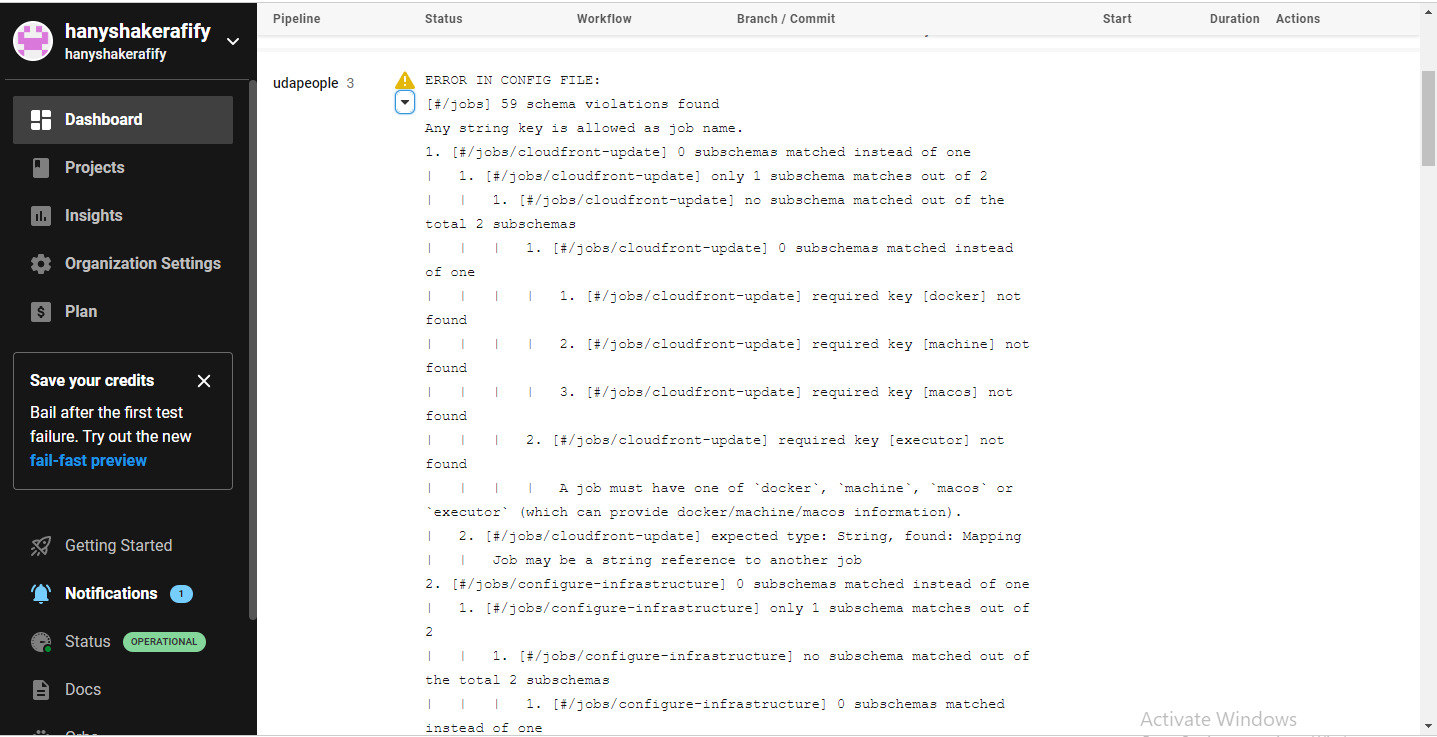 hanyshakerafify
hanyshakerafify
Dashboard
Projects
Insights
Organization Settings
Plan
Save your credits
Bail after the first test
failure. Try out the new
fail-fast preview
Getting Started
Notifications 1
Status OPERATIONAL
Docs
Orbs
Pipeline Status Workflow Branch / Commit Start Duration Actions
udapeople 3
ERROR IN CONFIG FILE:
[#/jobs] 59 schema violations found
Any string key is allowed as job name.
1. [#/jobs/cloudfront-update] 0 subschemas matched instead of one
| 1. [#/jobs/cloudfront-update] only 1 subschema matches out of 2
| | 1. [#/jobs/cloudfront-update] no subschema matched out of the
total 2 subschemas
| | | 1. [#/jobs/cloudfront-update] 0 subschemas matched instead
of one
| | | | 1. [#/jobs/cloudfront-update] required key [docker] not
found
| | | | 2. [#/jobs/cloudfront-update] required key [machine] not
found
| | | | 3. [#/jobs/cloudfront-update] required key [macos] not
found
| | | 2. [#/jobs/cloudfront-update] required key [executor] not
found
| | | | A job must have one of `docker`, `machine`, `macos` or
`executor` (which can provide docker/machine/macos information).
| 2. [#/jobs/cloudfront-update] expected type: String, found: Mapping
| | Job may be a string reference to another job
2. [#/jobs/configure-infrastructure] 0 subschemas matched instead of one
| 1. [#/jobs/configure-infrastructure] only 1 subschema matches out of
2
| | 1. [#/jobs/configure-infrastructure] no subschema matched out of
the total 2 subschemas
| | | 1. [#/jobs/configure-infrastructure] 0 subschemas matched
instead of one
Activate Windows